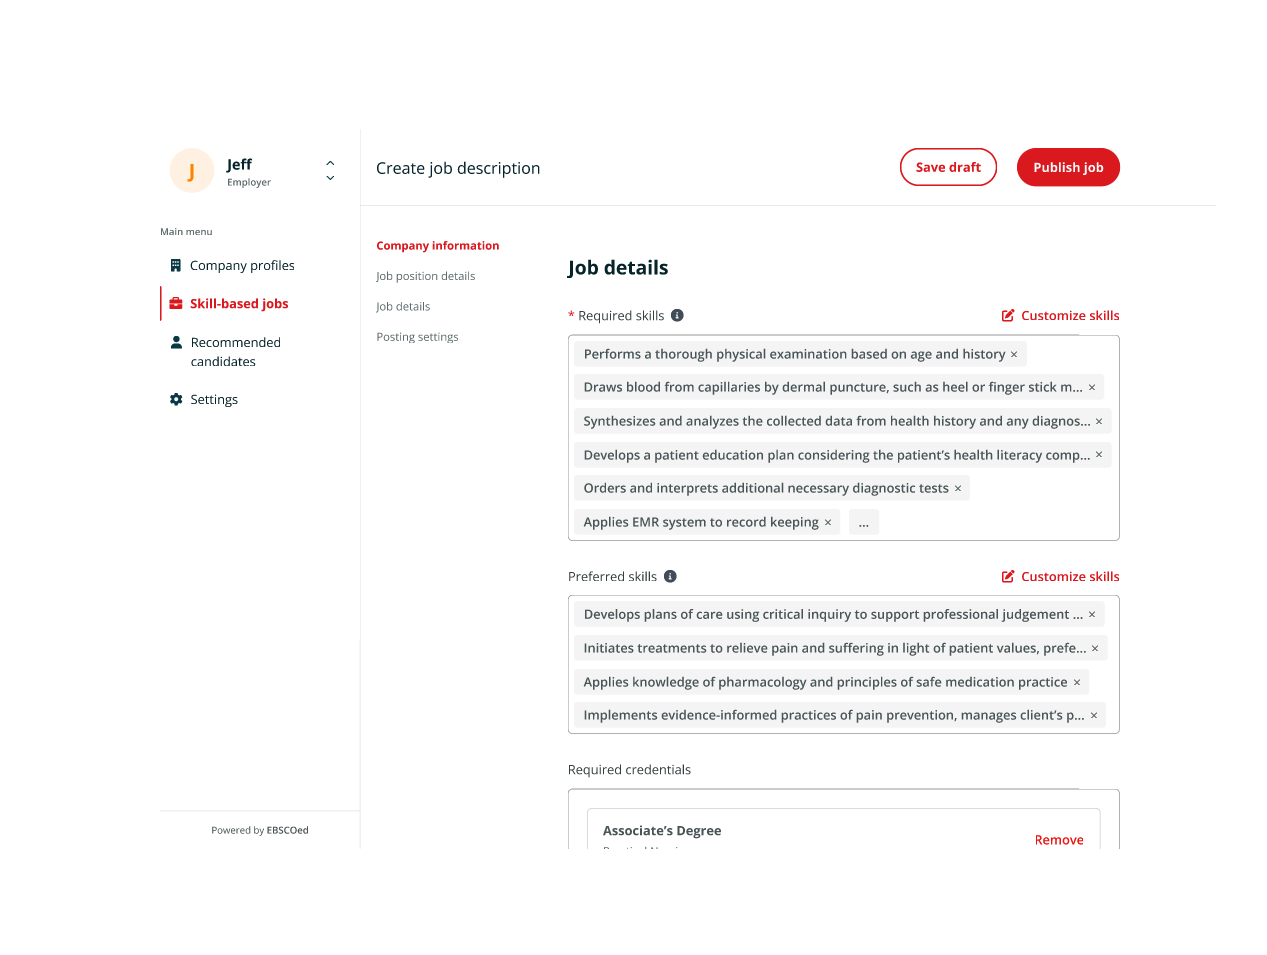 J
Jeff
Employer
Main menu
Company profiles
Skill-based jobs
Recommended
candidates
Settings
Powered by EBSCOed
Create job description
Save draft
Publish job
Company information
Job position details
Job details
Posting settings
Job details
* Required skills
Customize skills
Performs a thorough physical examination based on age and history ×
Draws blood from capillaries by dermal puncture, such as heel or finger stick m... ×
Synthesizes and analyzes the collected data from health history and any diagnos... ×
Develops a patient education plan considering the patient's health literacy comp... ×
Orders and interprets additional necessary diagnostic tests ×
Applies EMR system to record keeping × ...
Preferred skills
Customize skills
Develops plans of care using critical inquiry to support professional judgement ... ×
Initiates treatments to relieve pain and suffering in light of patient values, prefe... ×
Applies knowledge of pharmacology and principles of safe medication practice ×
Implements evidence-informed practices of pain prevention, manages client's p... ×
Required credentials
Associate's Degree
Remove